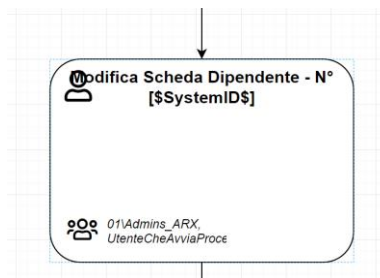 Modifica Scheda Dipendente - N°
[$SystemID$]
01\Admins_ARX,
UtenteCheAvviaProce